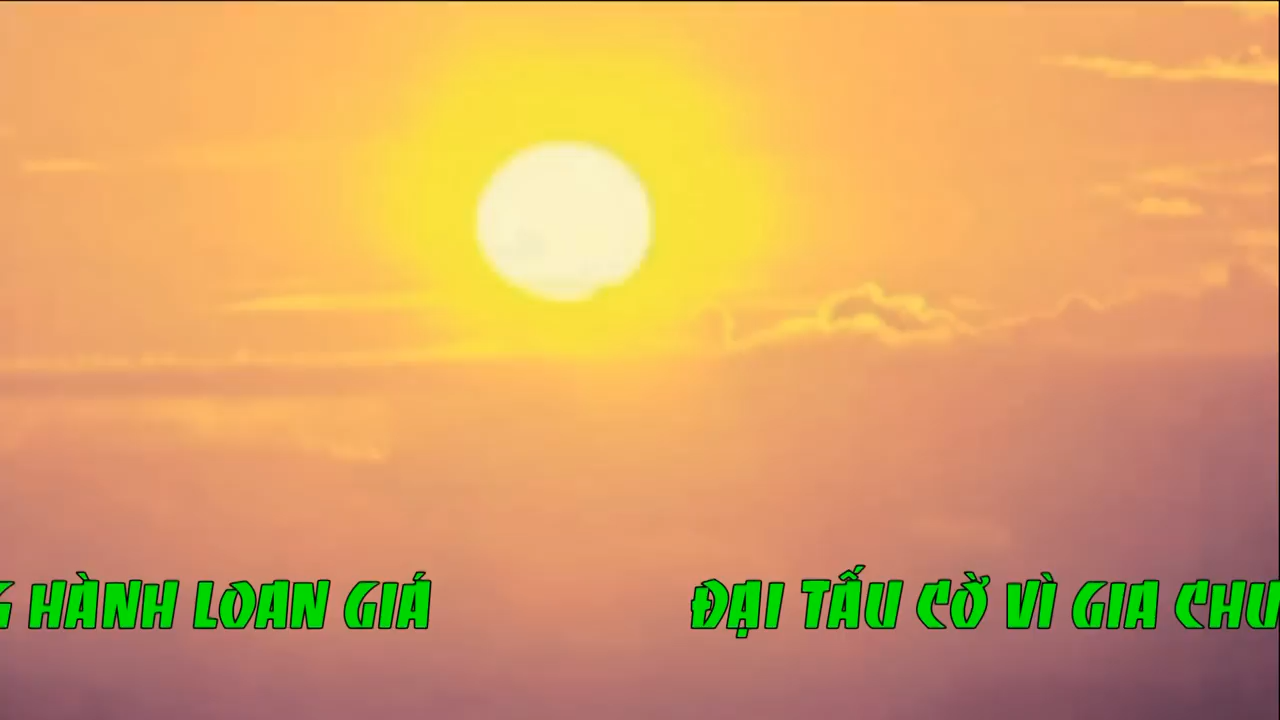 HÀNH LOAN GIÁ ĐẠI TẤU CỜ VÌ GIA